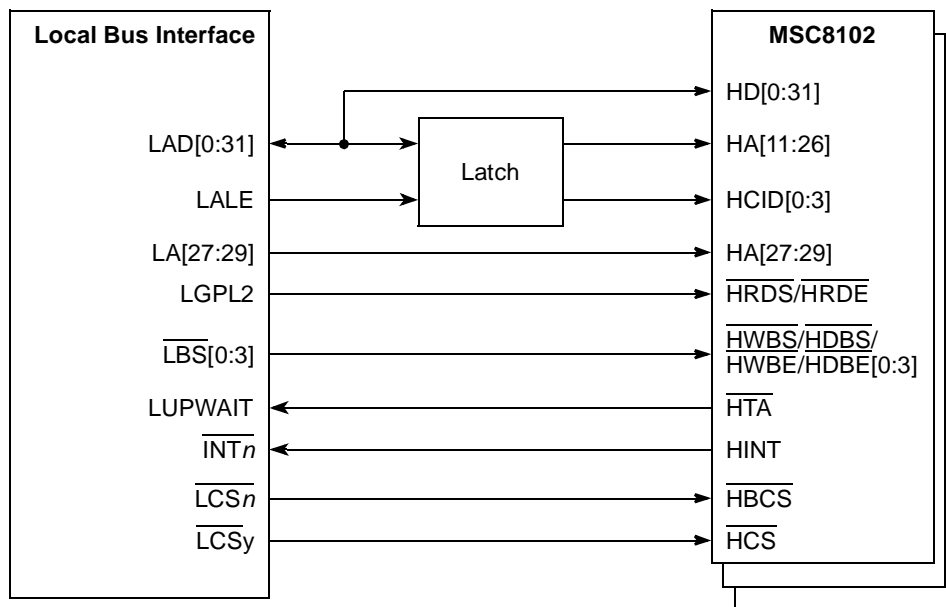 Local Bus Interface
MSC8102
HD[0:31]
LAD[0:31]
HA[11:26]
Latch
LALE
HCID[0:3]
LA[27:29]
HA[27:29]
LGPL2
HRDS/HRDE
LBS[0:3]
HWBS/HDBS/
HWBE/HDBE[0:3]
LUPWAIT
HTA
INTn
HINT
LCSn
HBCS
LCSy
HCS